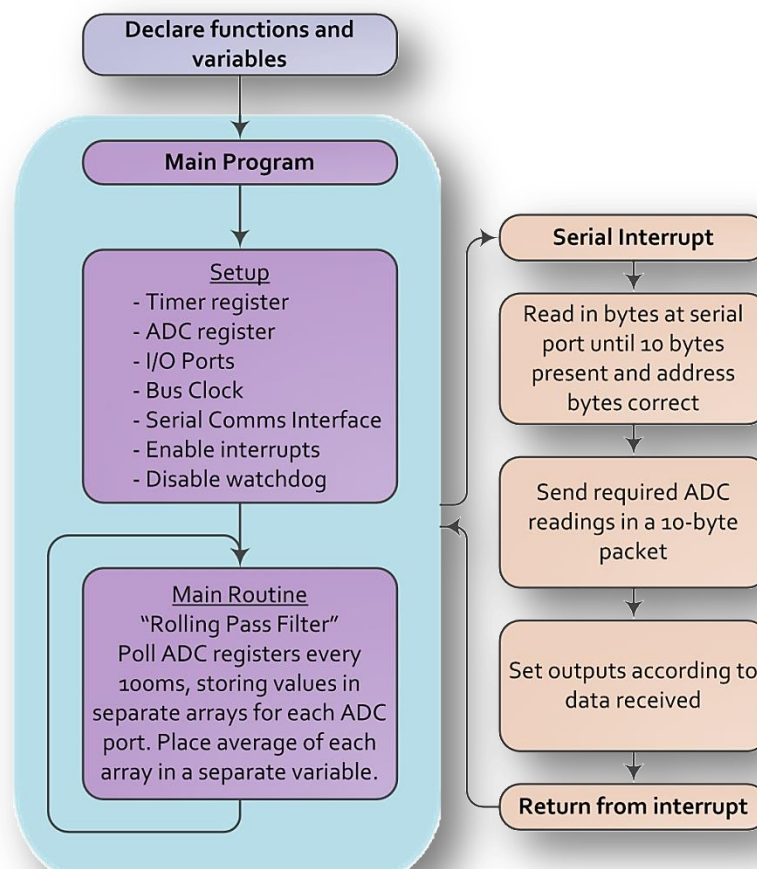 Declare functions and
variables
Main Program
Setup
- Timer register
- ADC register
- I/O Ports
- Bus Clock
- Serial Comms Interface
- Enable interrupts
- Disable watchdog
Main Routine
“Rolling Pass Filter”
Poll ADC registers every
100ms, storing values in
separate arrays for each ADC
port. Place average of each
array in a separate variable.
Serial Interrupt
Read in bytes at serial
port until 10 bytes
present and address
bytes correct
Send required ADC
readings in a 10-byte
packet
Set outputs according to
data received
Return from interrupt